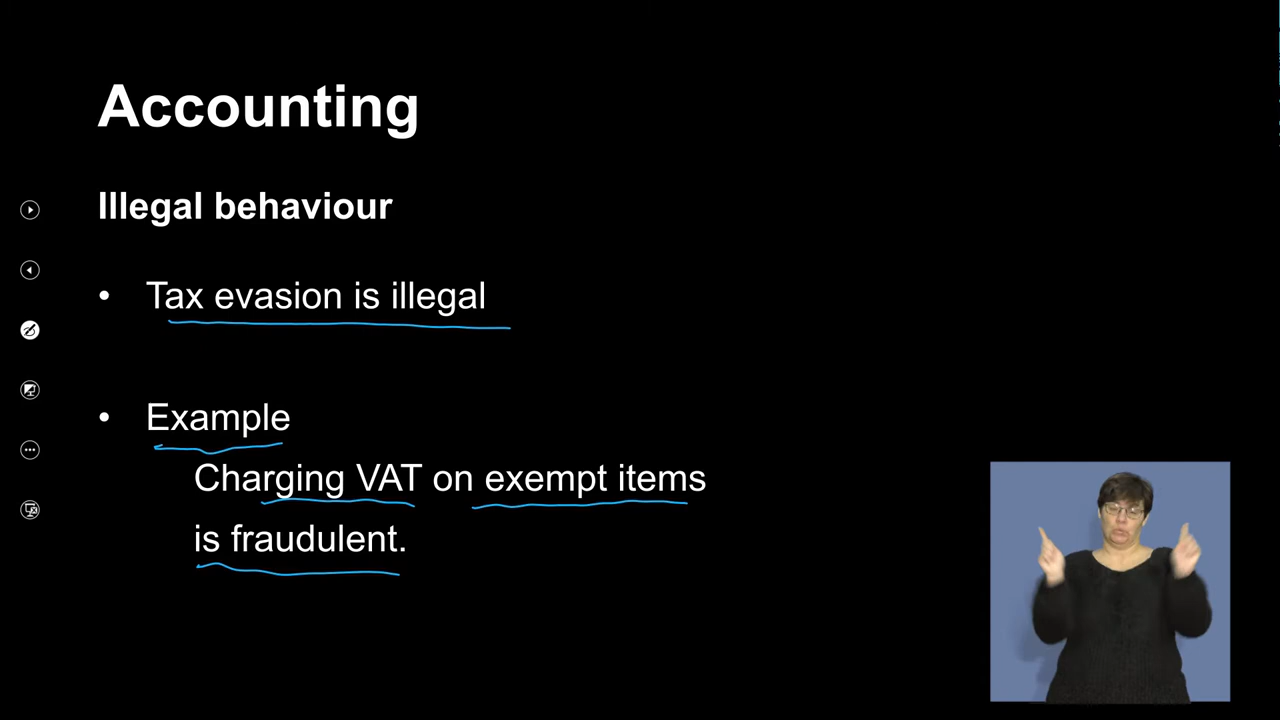 Accounting
Illegal behaviour
• Tax evasion is illegal
• Example
Charging VAT on exempt items
is fraudulent.